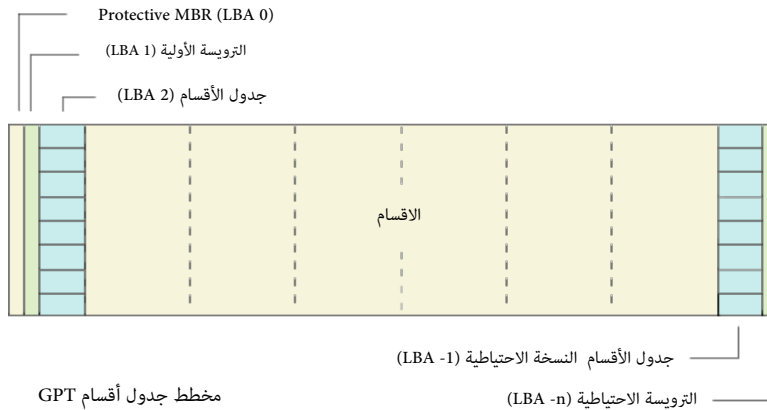 Protective MBR (LBA 0)
الترويسة الأولية (LBA 1)
جدول الأقسام (LBA 2)
الاقسام
جدول الأقسام النسخة الاحتياطية (LBA -1)
الترويسة الاحتياطية (LBA -n)
مخطط جدول أقسام GPT